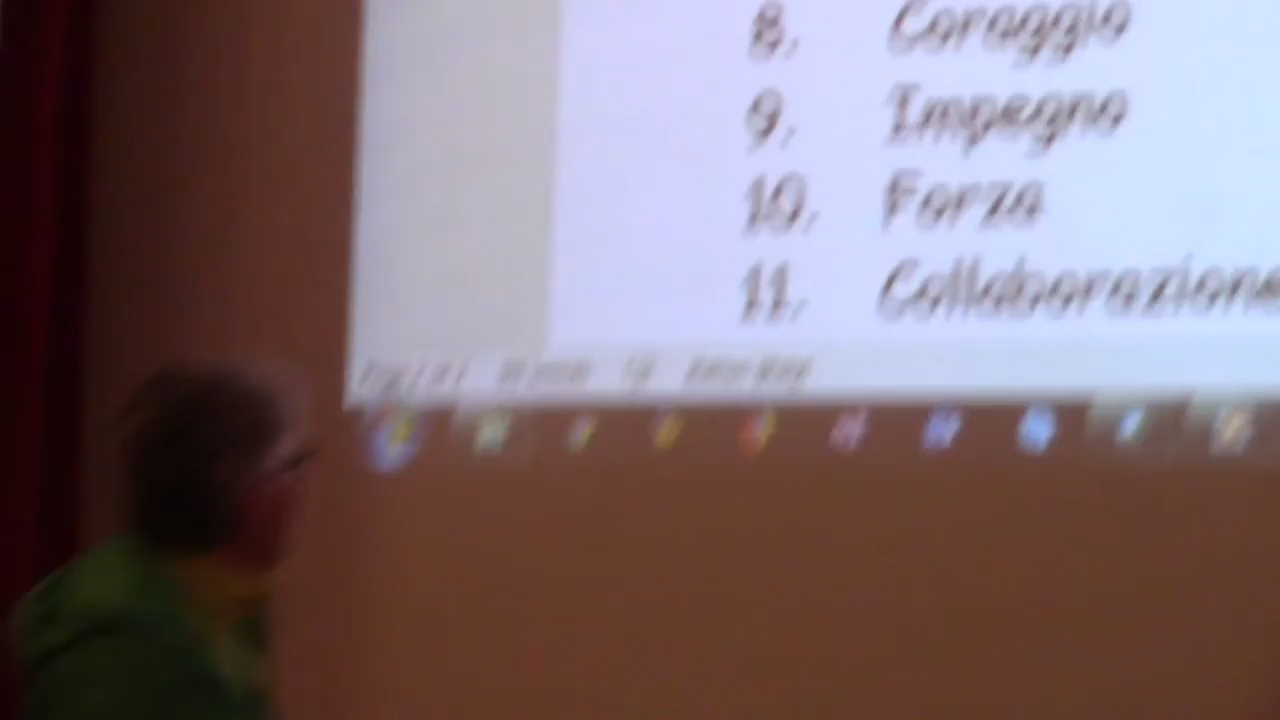 8. Coraggio
9. Impegno
10. Forza
11. Collaborazione